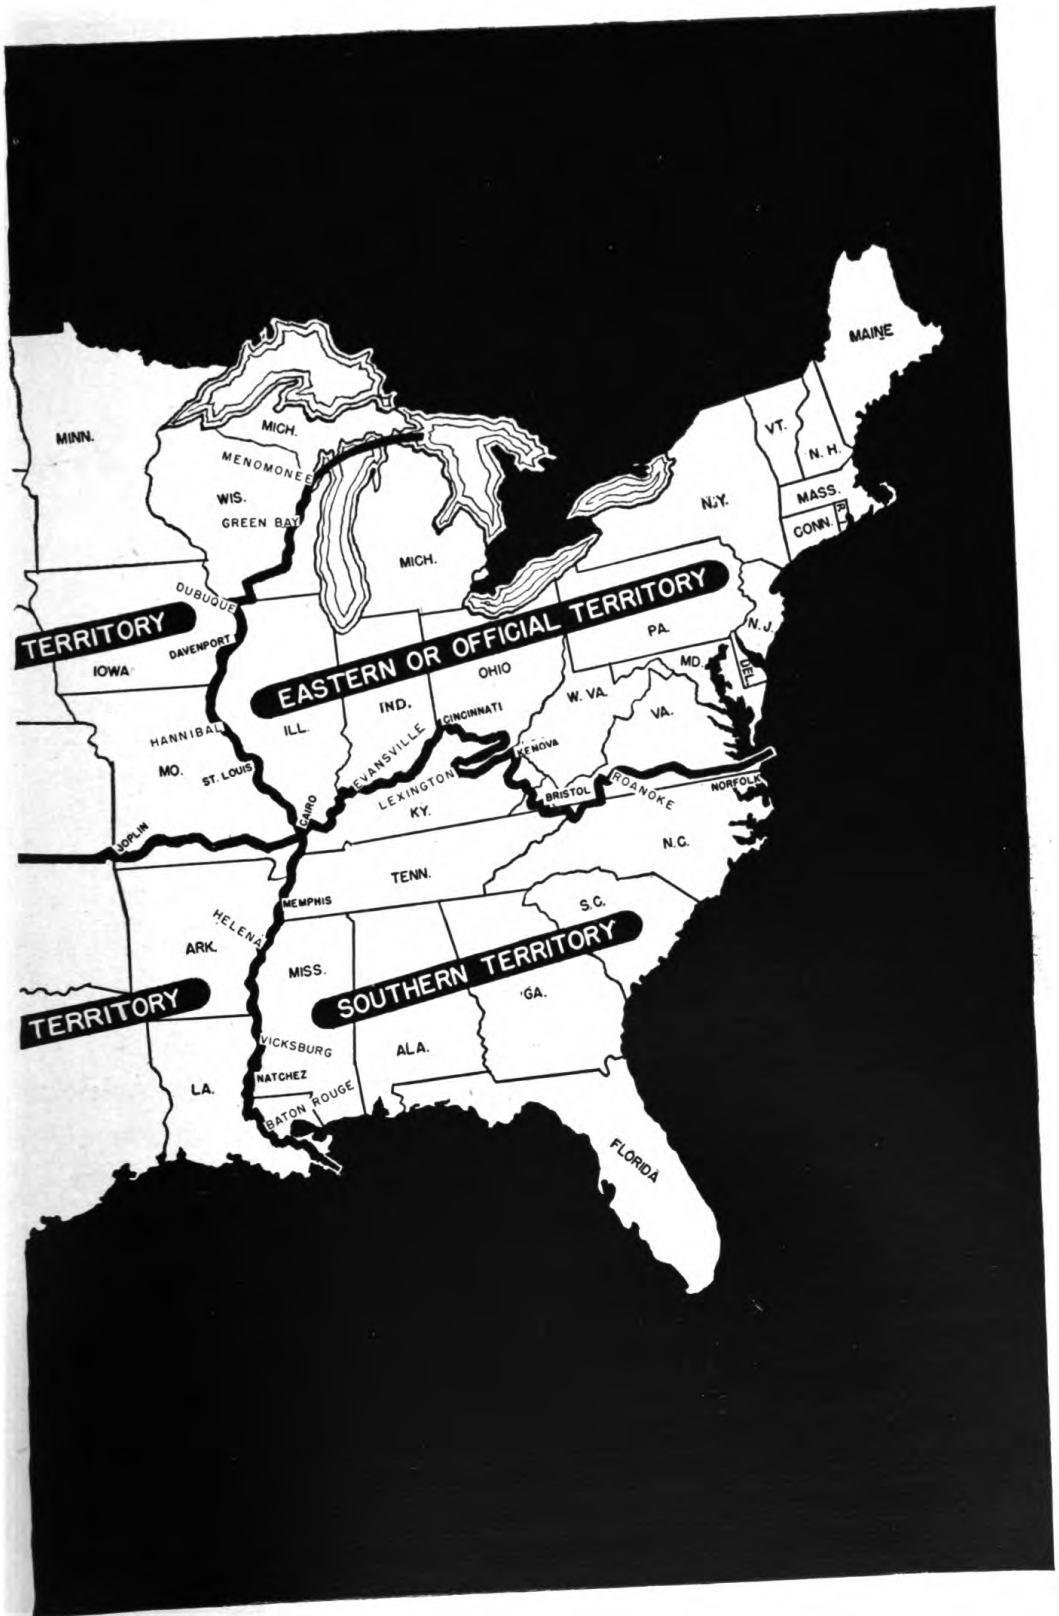 MAINE
VT.
N. H.
MINN.
MICH.
MENOMONEE
WIS.
GREEN BAY
N.Y.
MASS.
CONN.
R.I.
MICH.
DUBUQUE
TERRITORY
DAVENPORT
IOWA
EASTERN OR OFFICIAL TERRITORY
PA.
N.J.
MD.
DEL.
OHIO
IND.
ILL.
W. VA.
VA.
CINCINNATI
HANNIBAL
MO.
ST. LOUIS
EVANSVILLE
KENOVA
LEXINGTON
KY.
BRISTOL
ROANOKE
NORFOLK
CAIRO
JOPLIN
N.C.
TENN.
MEMPHIS
S.C.
HELENA
ARK.
MISS.
SOUTHERN TERRITORY
GA.
TERRITORY
VICKSBURG
ALA.
NATCHEZ
LA.
BATON ROUGE
FLORIDA